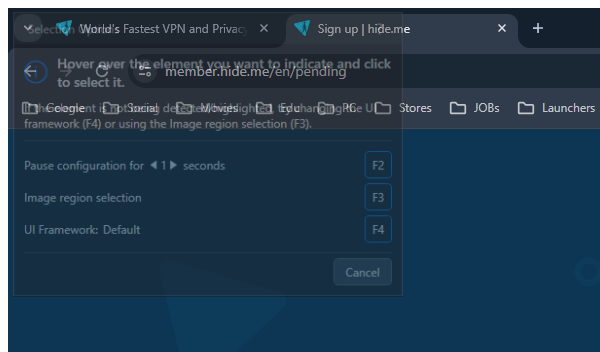 Selection Options ?
World's Fastest VPN and Privacy
Sign up | hide.me
Hover over the element you want to indicate and click
to select it.
member.hide.me/en/pending
Google Social Movies Edu PC Stores JOBs Launchers
If the element is not being detected/highlighted, try changing the UI
framework (F4) or using the Image region selection (F3).
Pause configuration for 1 seconds F2
Image region selection F3
UI Framework: Default F4
Cancel